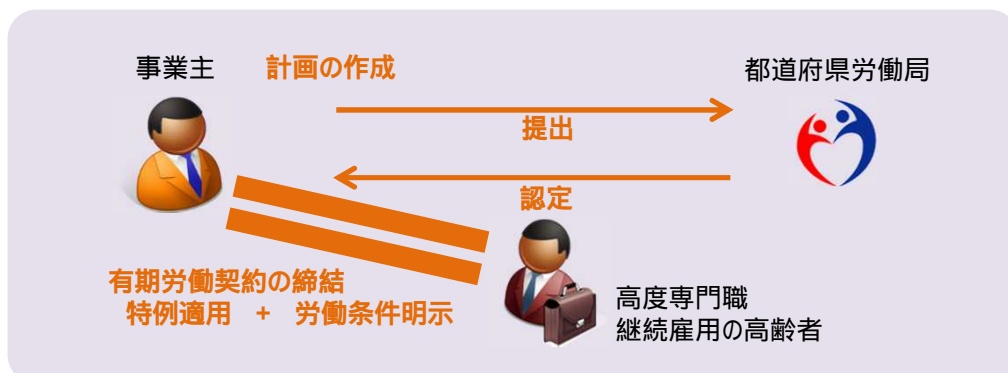 事業主 計画の作成
都道府県労働局
提出
認定
有期労働契約の締結
特例適用 + 労働条件明示
高度専門職
継続雇用の高齢者